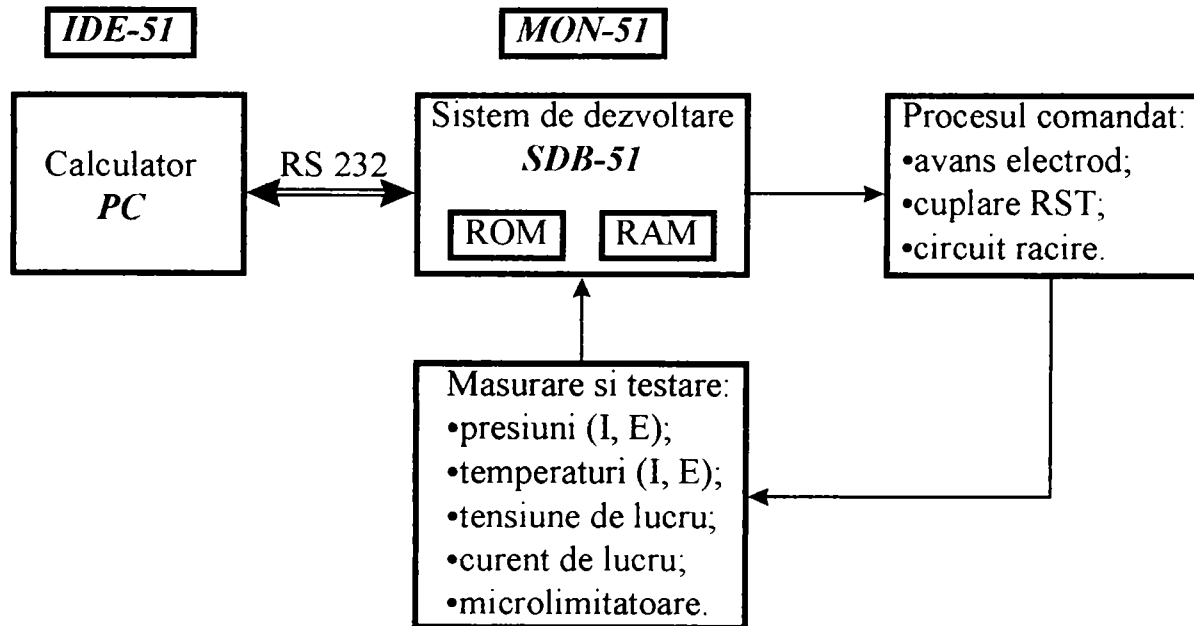 IDE-51
MON-51
Calculator
PC
RS 232
Sistem de dezvoltare
SDB-51
ROM
RAM
Procesul comandat:
•avans electrod;
•cuplare RST;
•circuit racire.
Masurare si testare:
•presiuni (I, E);
•temperaturi (I, E);
•tensiune de lucru;
•curent de lucru;
•microlimitatoare.